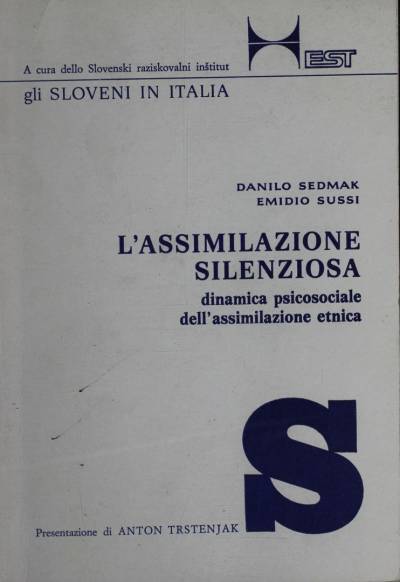 EST
A cura dello Slovenski raziskovalni inštitut
gli SLOVENI IN ITALIA
DANILO SEDMAK
EMIDIO SUSSI
L'ASSIMILAZIONE
SILENZIOSA
dinamica psicosociale
dell'assimilazione etnica
S
Presentazione di ANTON TRSTENJAK